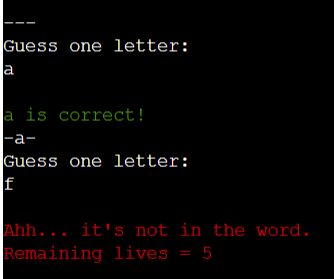 ---
Guess one letter:
a
a is correct!
-a-
Guess one letter:
f
Ahh... it's not in the word.
Remaining lives = 5